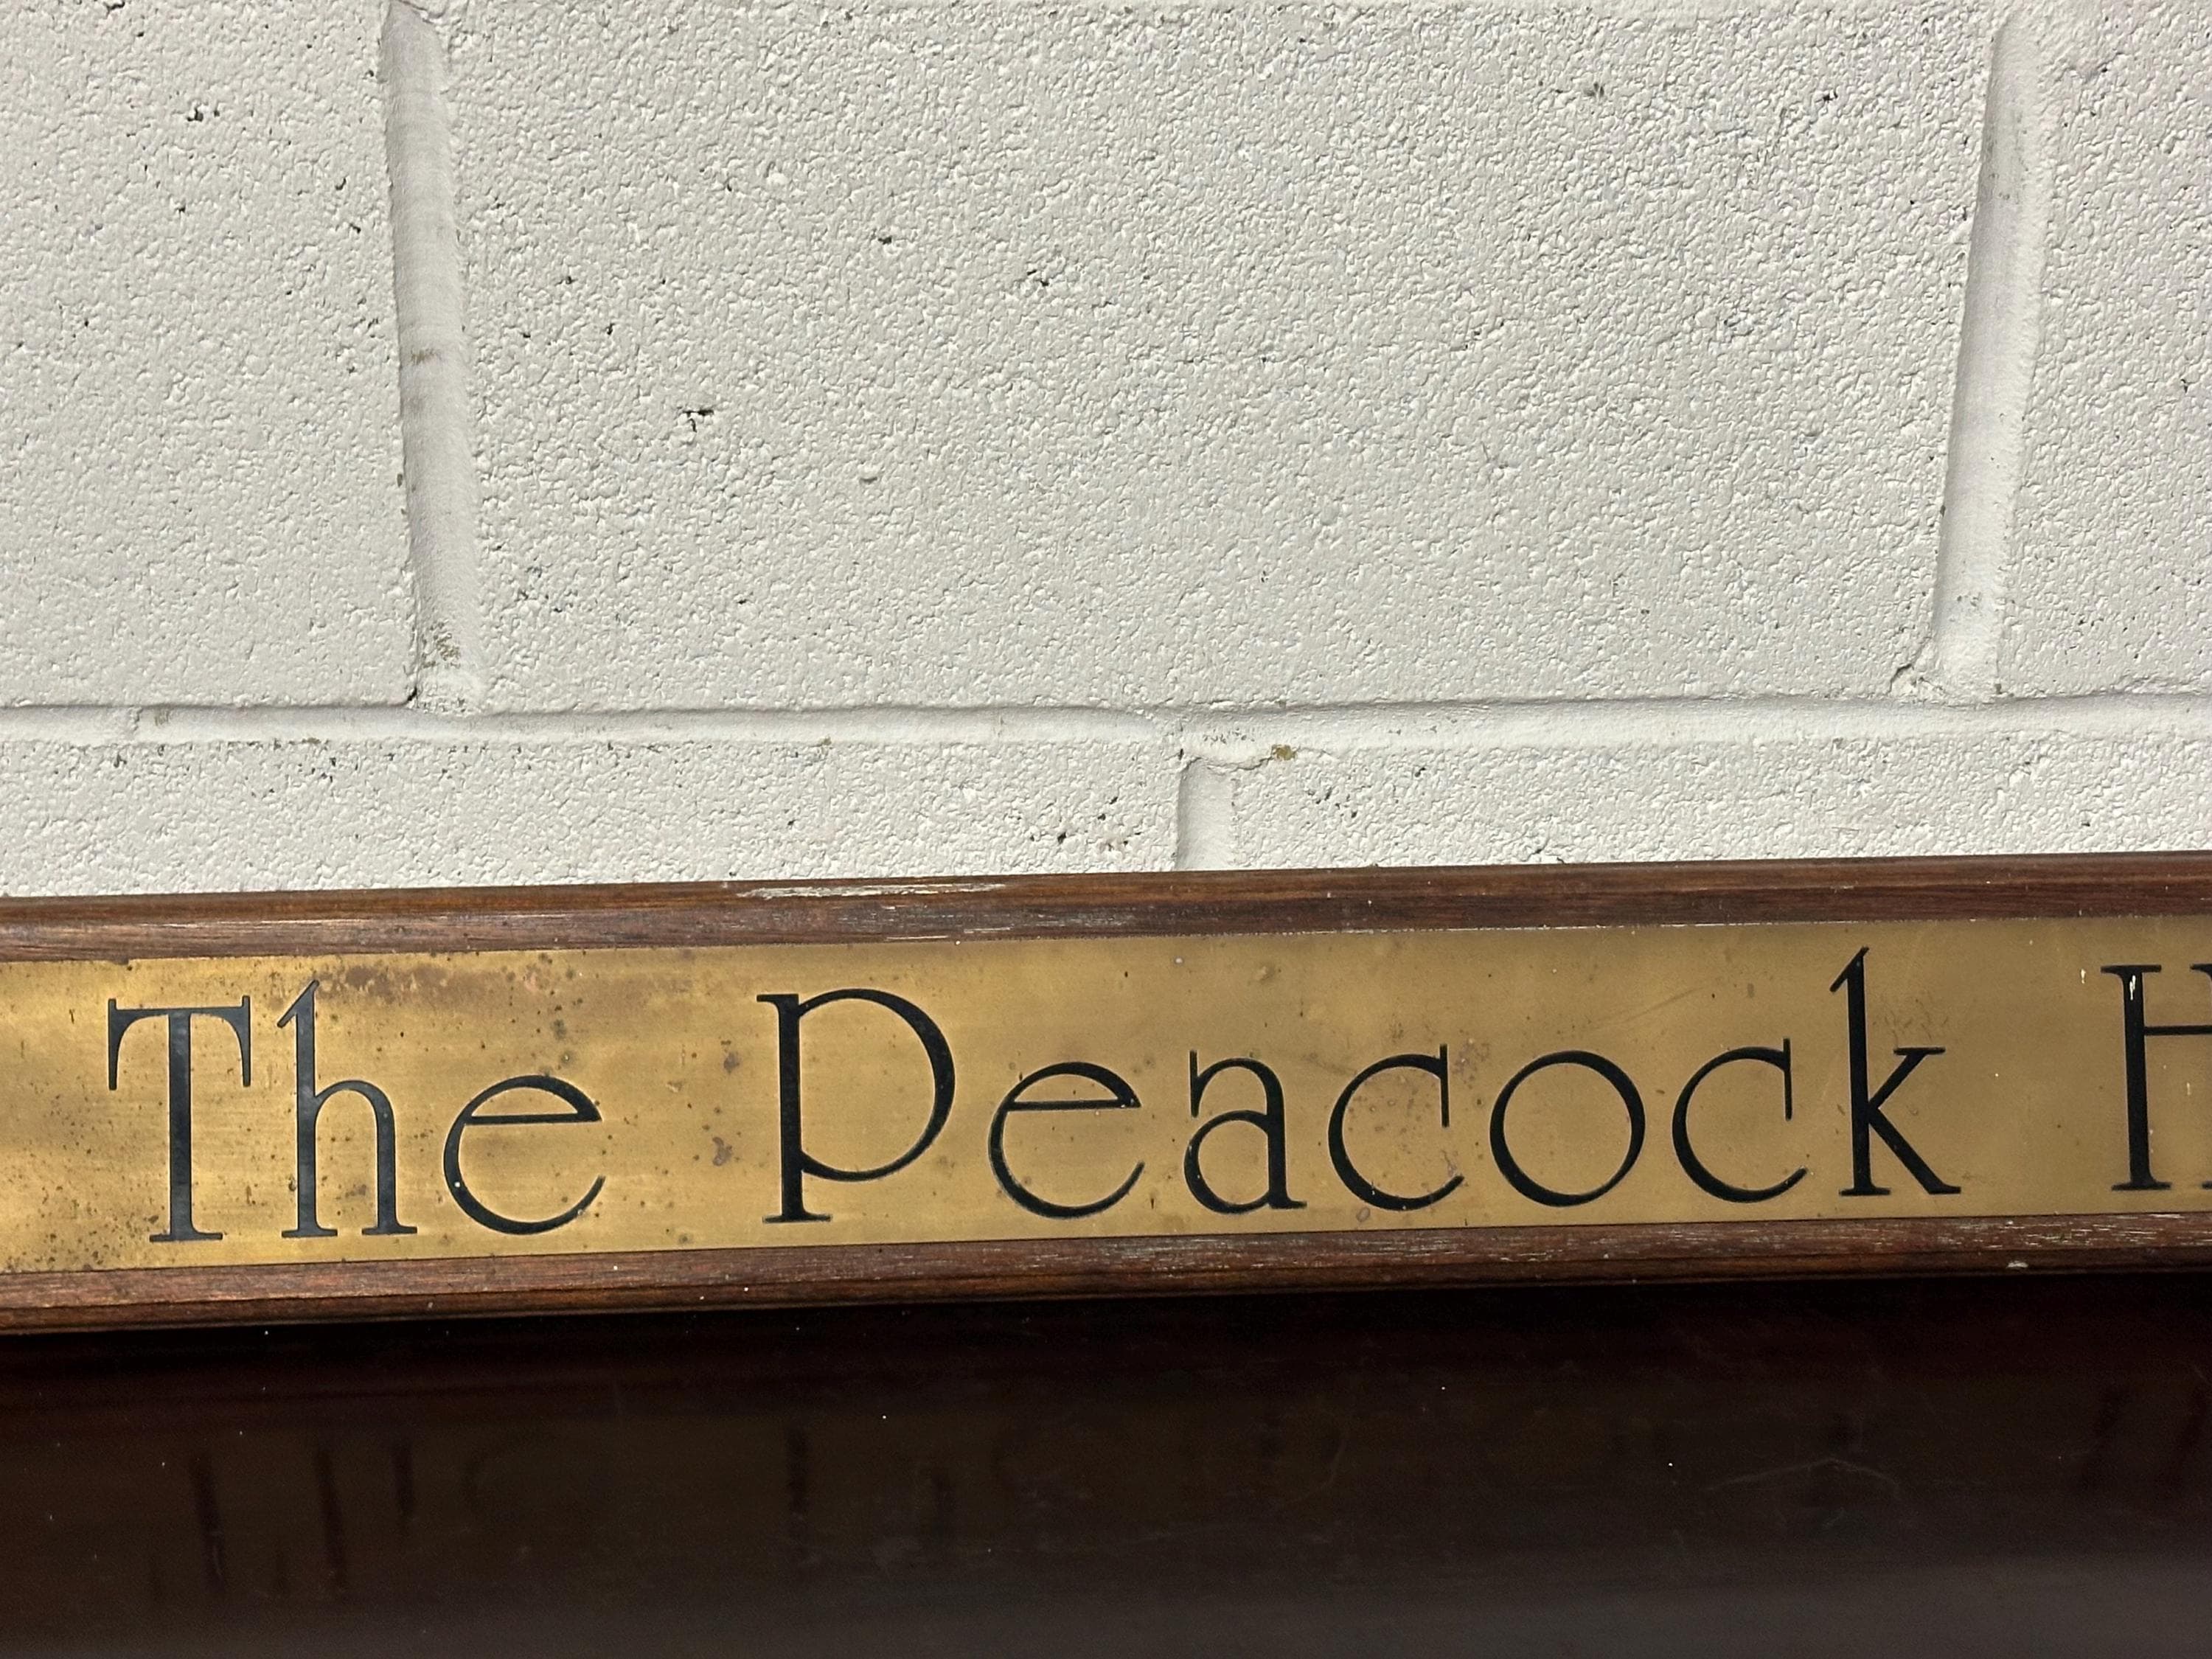 The Peacock H